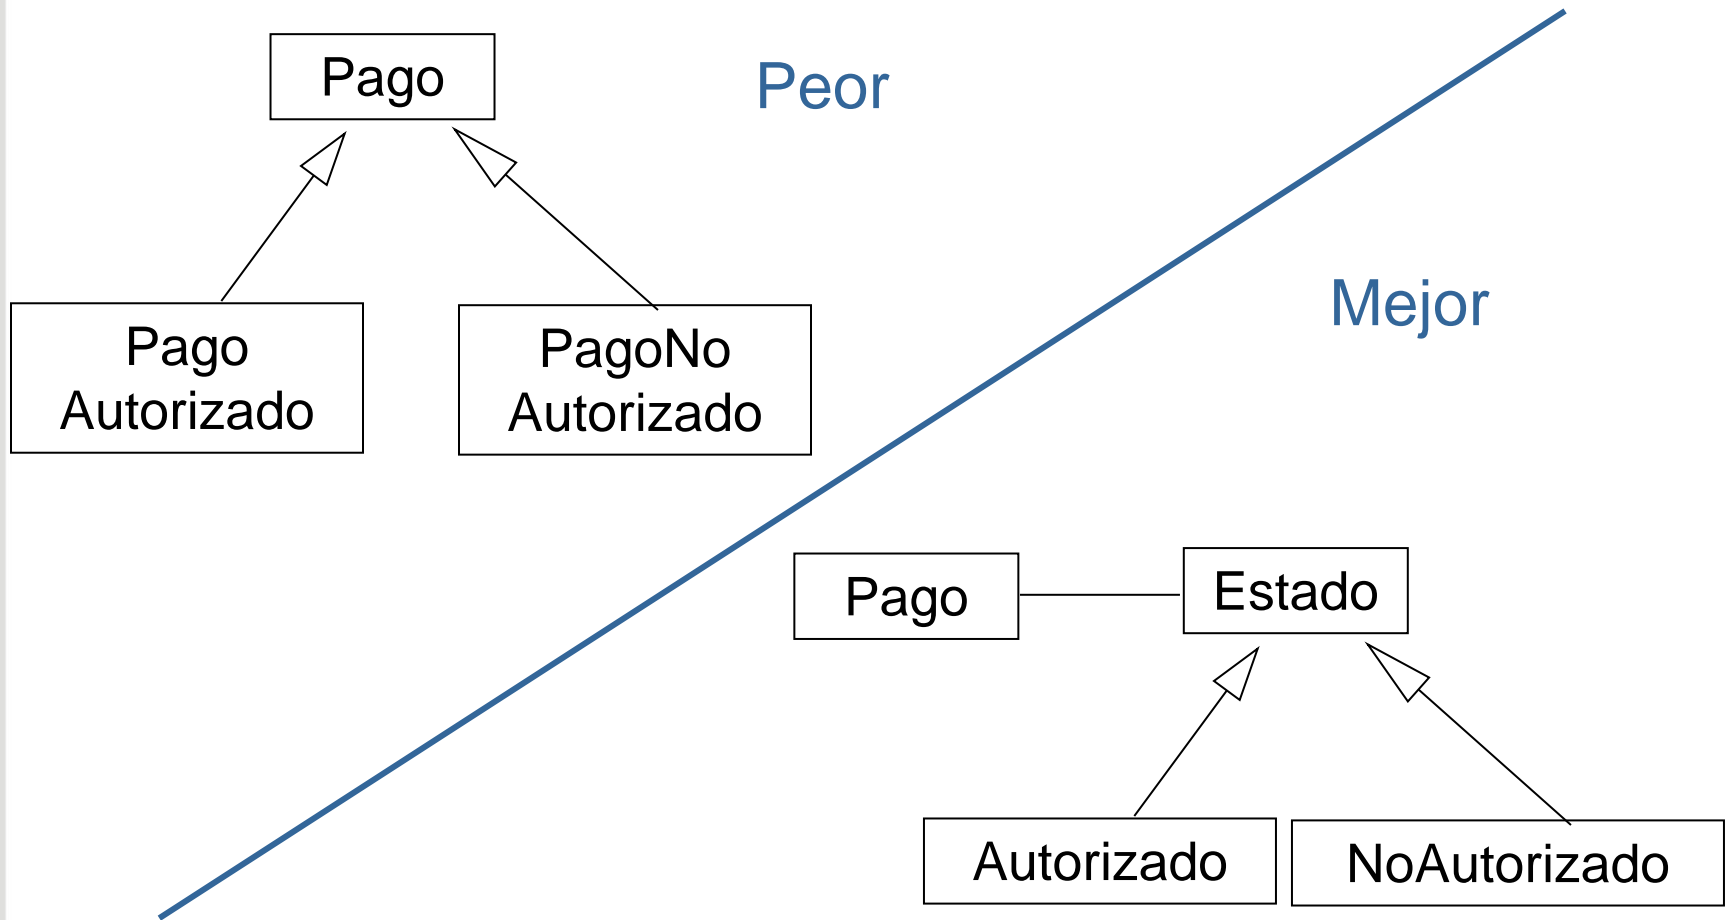 Pago
Peor
Pago
Autorizado
PagoNo
Autorizado
Mejor
Pago
Estado
Autorizado
NoAutorizado